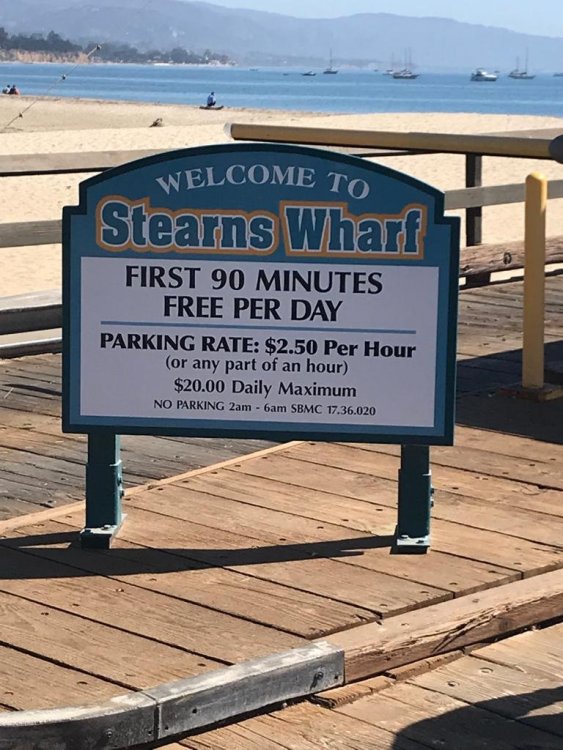 WELCOME TO
Stearns Wharf
FIRST 90 MINUTES
FREE PER DAY
PARKING RATE: $2.50 Per Hour
(or any part of an hour)
$20.00 Daily Maximum
NO PARKING 2am - 6am SBMC 17.36.020